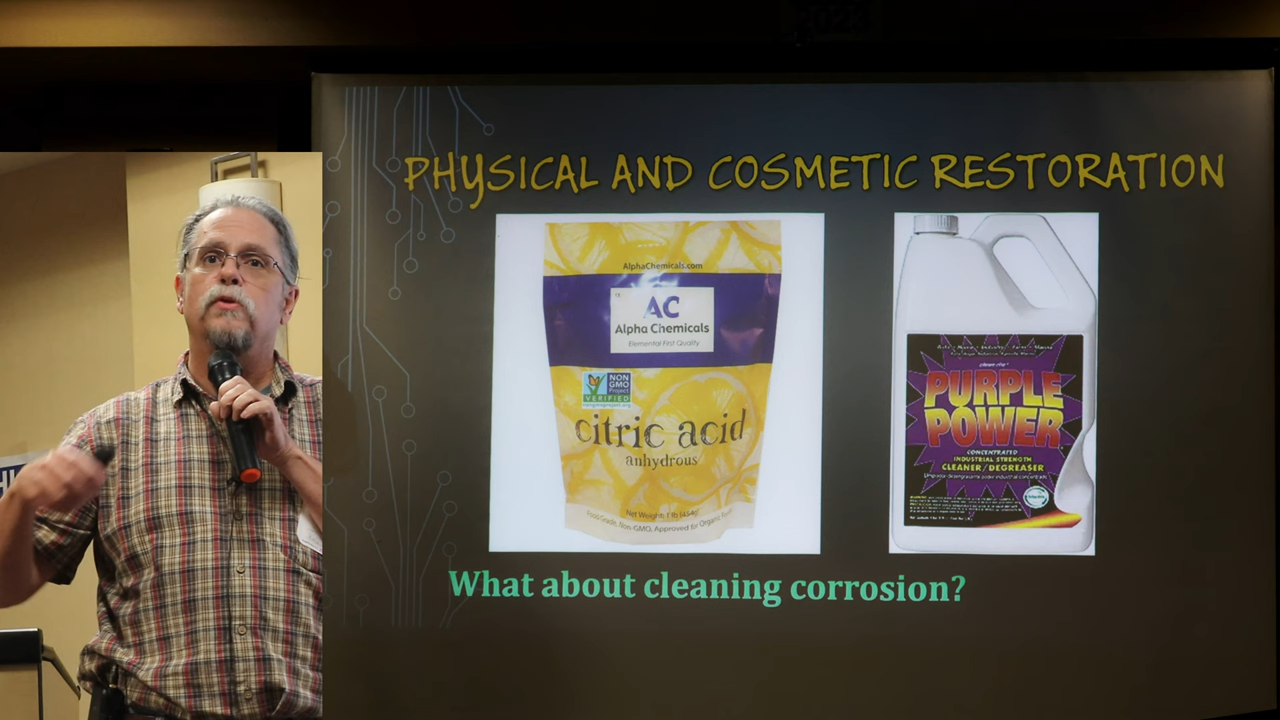 PHYSICAL AND COSMETIC RESTORATION
AlphaChemicals.com
AC
Alpha Chemicals
Elemental First Quality
NON
GMO
Project
VERIFIED
nongmoproject.org
citric acid
anhydrous
Net Weight: 1 lb (454g)
Food Grade, Non-GMO, Approved for Organic
PURPLE
POWER
CONCENTRATED
INDUSTRIAL STRENGTH
CLEANER/DEGREASER
What about cleaning corrosion?